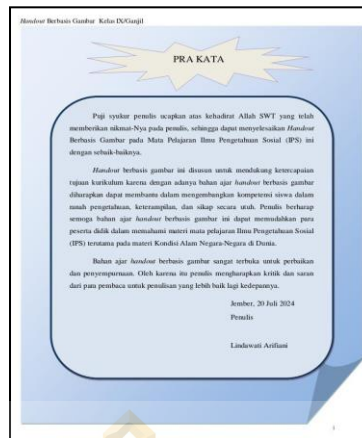 Handout Berbasis Gambar Kelas IX/Ganjil
PRA KATA
Puji syukur penulis ucapkan atas kehadirat Allah SWT yang telah
memberikan nikmat-Nya pada penulis, sehingga dapat menyelesaikan Handout
Berbasis Gambar pada Mata Pelajaran Ilmu Pengetahuan Sosial (IPS) ini
dengan sebaik-baiknya.
Handout berbasis gambar ini disusun untuk mendukung ketercapaian
tujuan kurikulum karena dengan adanya bahan ajar handout berbasis gambar
diharapkan dapat membantu dalam mengembangkan kompetensi siswa dalam
ranah pengetahuan, keterampilan, dan sikap secara utuh. Penulis berharap
semoga bahan ajar handout berbasis gambar ini dapat memudahkan para
peserta didik dalam memahami materi mata pelajaran Ilmu Pengetahuan Sosial
(IPS) terutama pada materi Kondisi Alam Negara-Negara di Dunia.
Bahan ajar handout berbasis gambar sangat terbuka untuk perbaikan
dan penyempurnaan. Oleh karena itu penulis mengharapkan kritik dan saran
dari para pembaca untuk penulisan yang lebih baik lagi kedepannya.
Jember, 20 Juli 2024
Penulis
Lindawati Arifiani